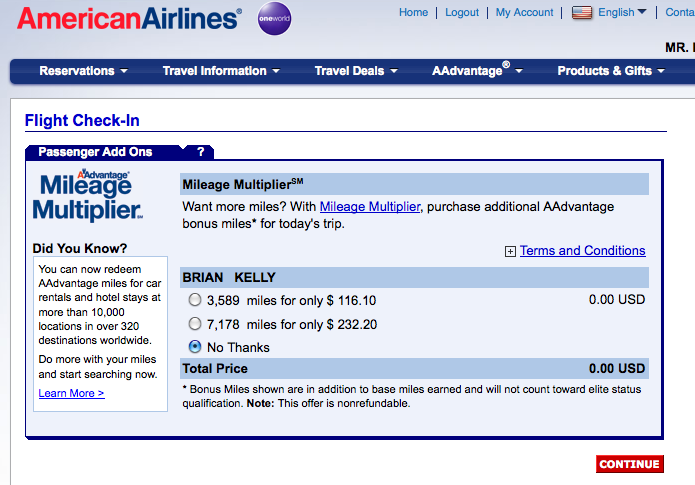 AmericanAirlines®
oneworld
Home | Logout | My Account | English | Conta
MR.
Reservations Travel Information Travel Deals AAdvantage® Products & Gifts
Flight Check-In
Passenger Add Ons ?
AAdvantage®
Mileage
Multiplier℠
Did You Know?
You can now redeem
AAdvantage miles for car
rentals and hotel stays at
more than 10,000
locations in over 320
destinations worldwide.
Do more with your miles
and start searching now.
Learn More >
Mileage Multiplier℠
Want more miles? With Mileage Multiplier, purchase additional AAdvantage
bonus miles* for today's trip.
+ Terms and Conditions
BRIAN KELLY
3,589 miles for only $ 116.10 0.00 USD
7,178 miles for only $ 232.20
No Thanks
Total Price 0.00 USD
* Bonus Miles shown are in addition to base miles earned and will not count toward elite status
qualification. Note: This offer is nonrefundable.
CONTINUE